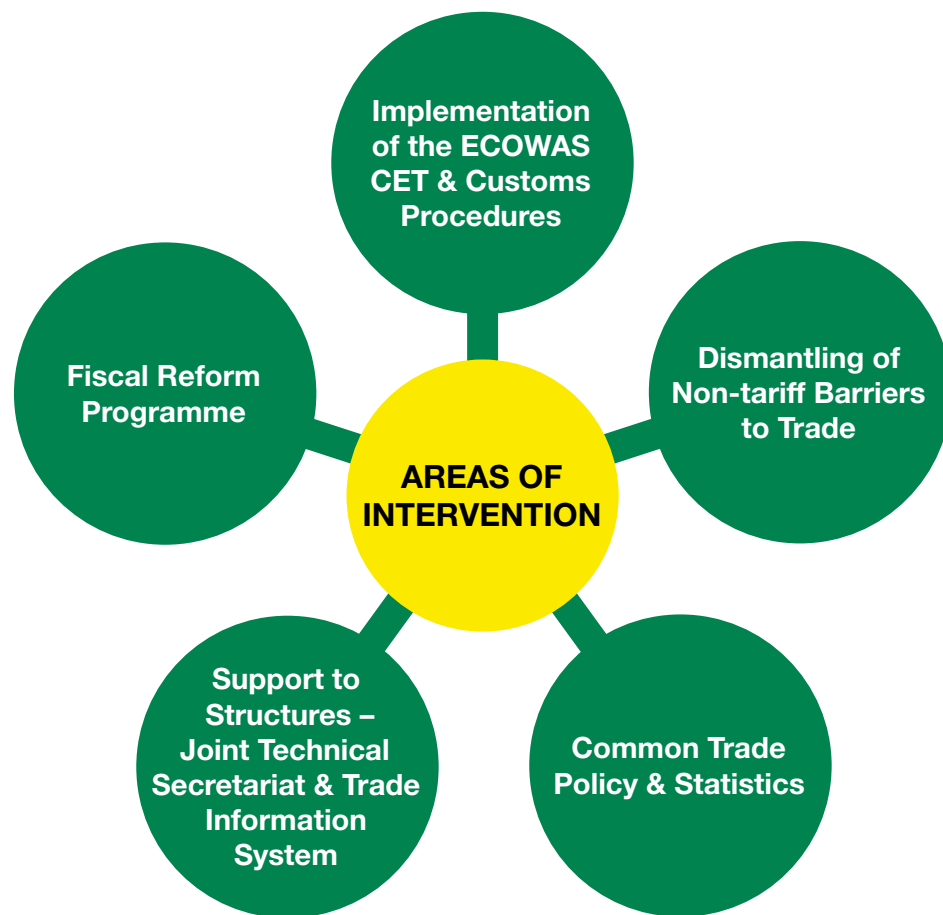 Implementation
of the ECOWAS
CET & Customs
Procedures
Dismantling of
Non-tariff Barriers
to Trade
Fiscal Reform
Programme
AREAS OF
INTERVENTION
Support to
Structures –
Joint Technical
Secretariat & Trade
Information
System
Common Trade
Policy & Statistics